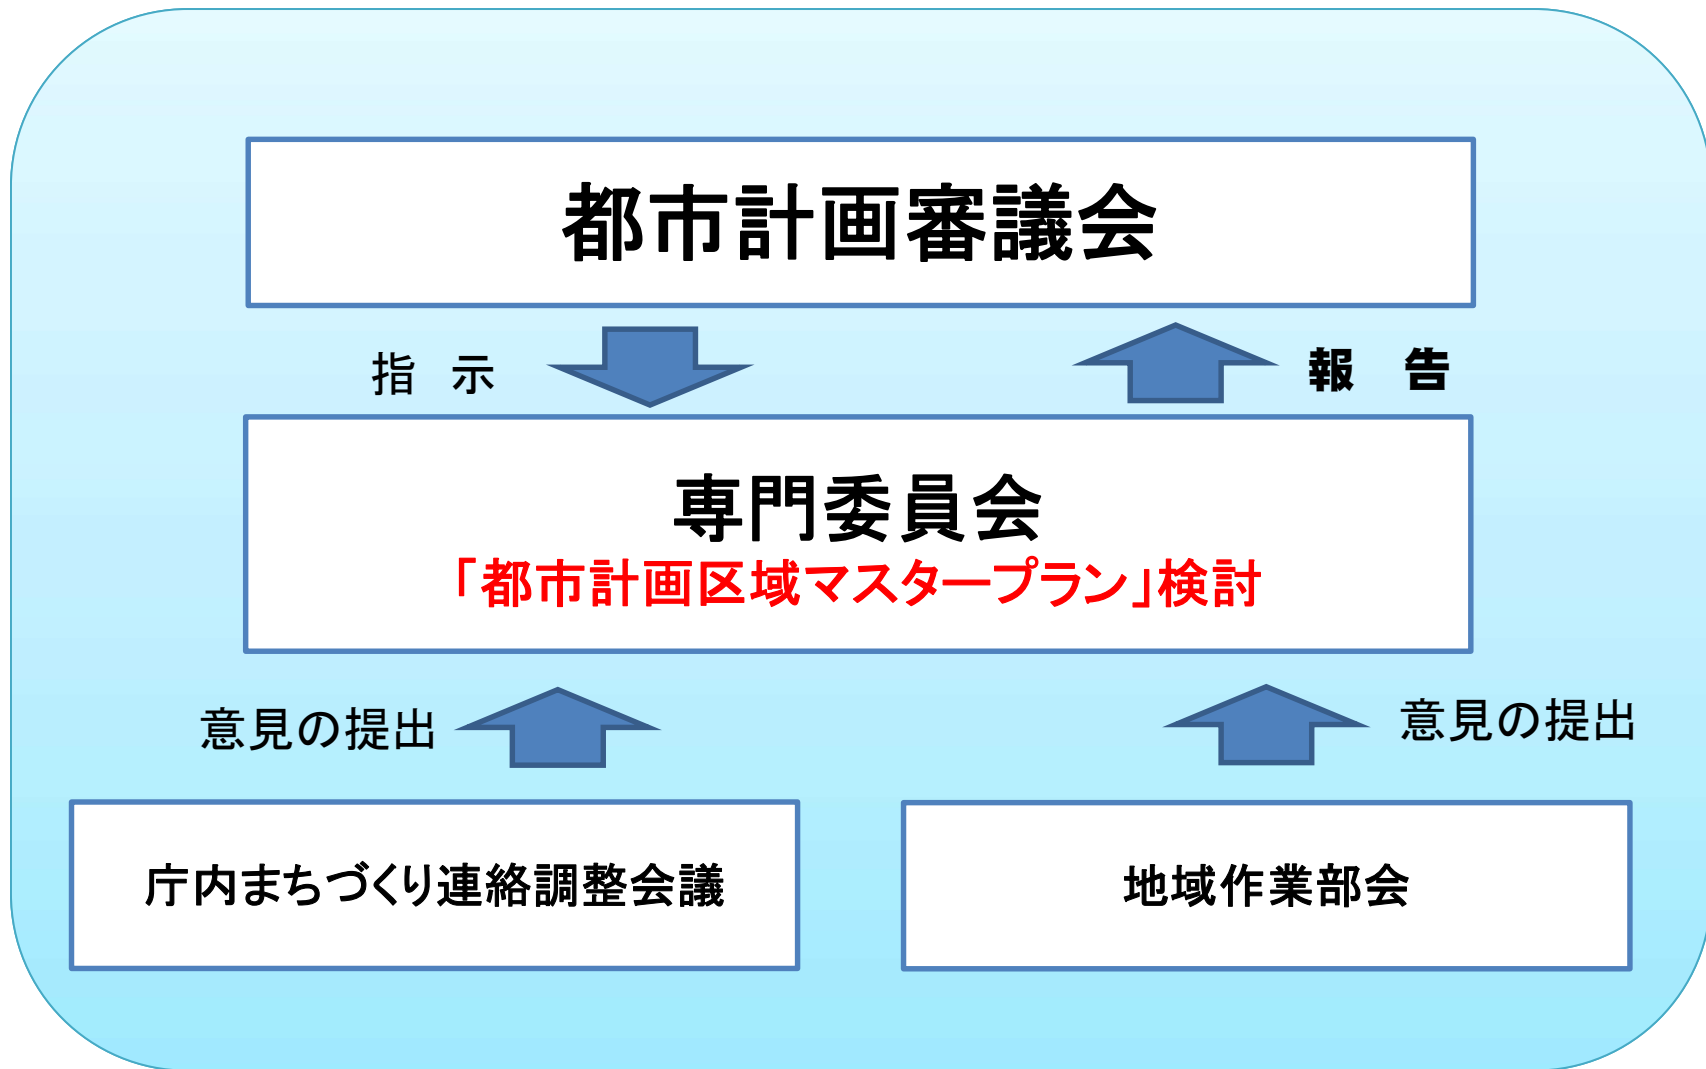 都市計画審議会
指　示
報　告
専門委員会
「都市計画区域マスタープラン」検討
意見の提出
意見の提出
庁内まちづくり連絡調整会議
地域作業部会